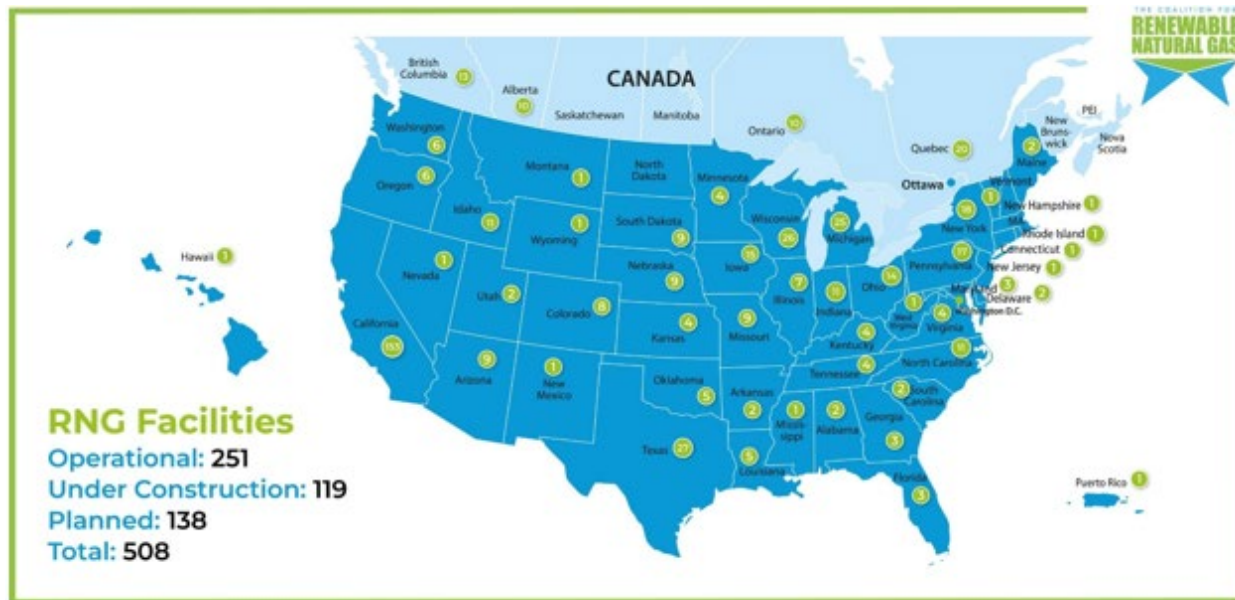 THE COALITION FOR
RENEWABLE
NATURAL GAS
CANADA
British
Columbia
13
Alberta
10
Saskatchewan
Manitoba
Ontario
10
Quebec
20
PEI
New
Bruns-
wick
Nova
Scotia
Ottawa
Washington
6
Oregon
6
Idaho
11
Montana
1
Wyoming
1
North
Dakota
South Dakota
9
Nebraska
9
Minnesota
4
Iowa
15
Wisconsin
26
Michigan
25
Maine
2
Vermont
1
New Hampshire
1
MA
Rhode Island
1
Connecticut
1
New York
18
Pennsylvania
17
New Jersey
1
Maryland
3
Delaware
2
Washington D.C.
Hawaii
1
Nevada
1
Utah
2
Colorado
8
Kansas
4
Missouri
9
Illinois
7
Indiana
11
Ohio
14
West
Virginia
1
Virginia
4
Kentucky
4
California
153
Arizona
9
New
Mexico
1
Oklahoma
5
Arkansas
2
Tennessee
4
North Carolina
11
South
Carolina
2
Texas
27
Louisiana
5
Missis-
sippi
1
Alabama
2
Georgia
3
Florida
3
Puerto Rico
1
RNG Facilities
Operational: 251
Under Construction: 119
Planned: 138
Total: 508